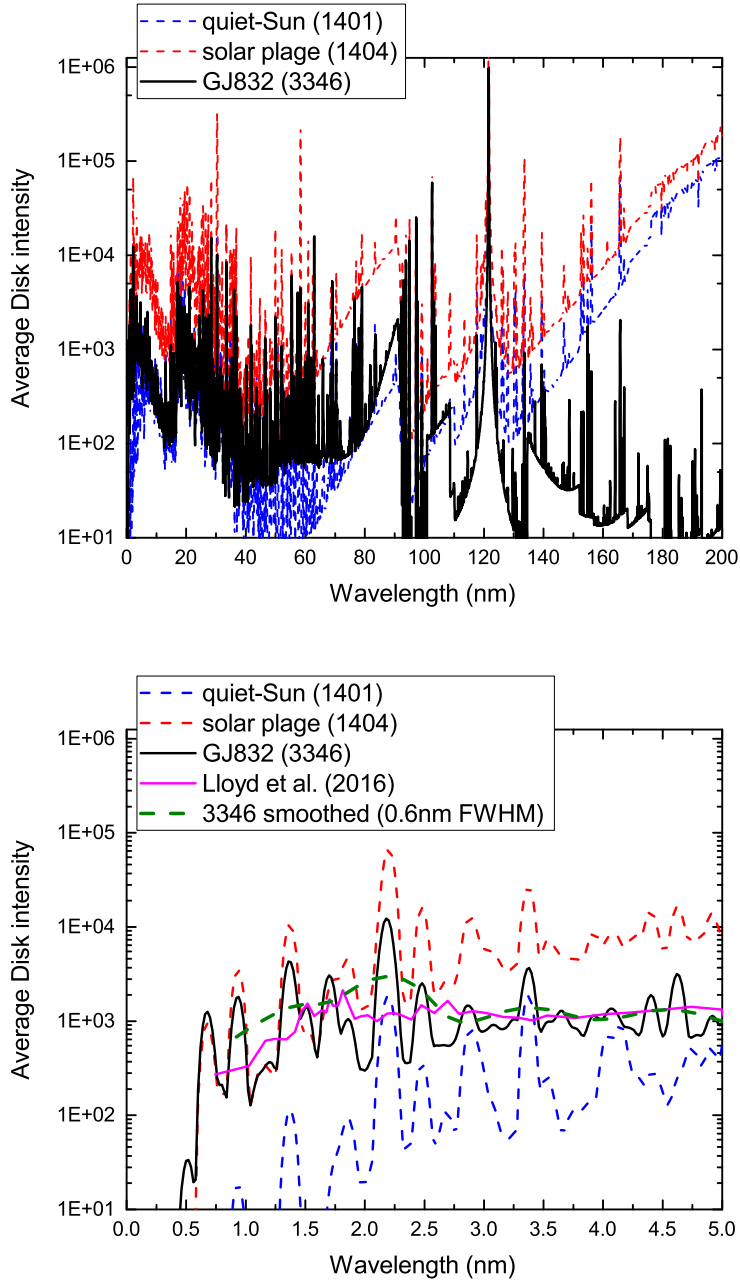 quiet-Sun (1401)
solar plage (1404)
GJ832 (3346)
1E+06
1E+05
1E+04
1E+03
1E+02
1E+01
Average Disk intensity
0 20 40 60 80 100 120 140 160 180 200
Wavelength (nm)
quiet-Sun (1401)
solar plage (1404)
GJ832 (3346)
Lloyd et al. (2016)
3346 smoothed (0.6nm FWHM)
1E+06
1E+05
1E+04
1E+03
1E+02
1E+01
Average Disk intensity
0.0 0.5 1.0 1.5 2.0 2.5 3.0 3.5 4.0 4.5 5.0
Wavelength (nm)